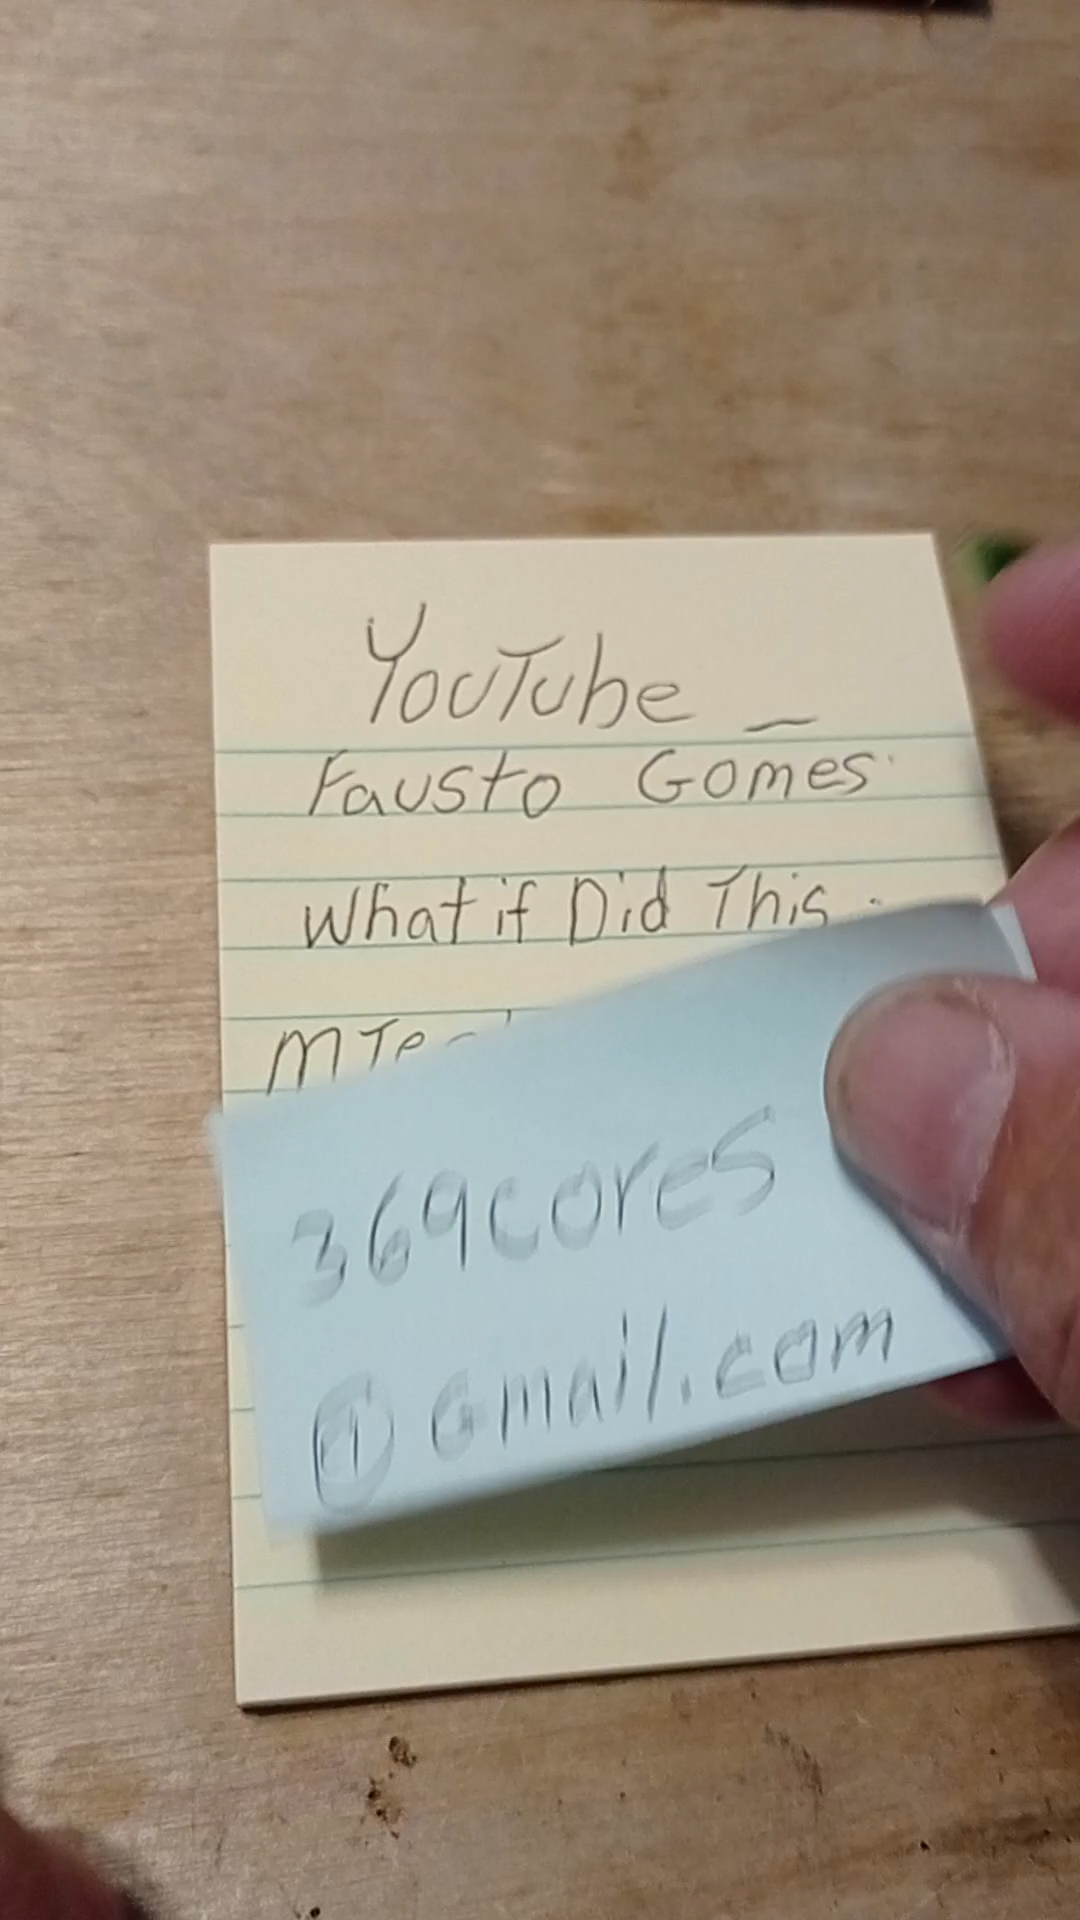 YouTube _
Fausto Gomes
What if Did This
369cores
@Gmail.com